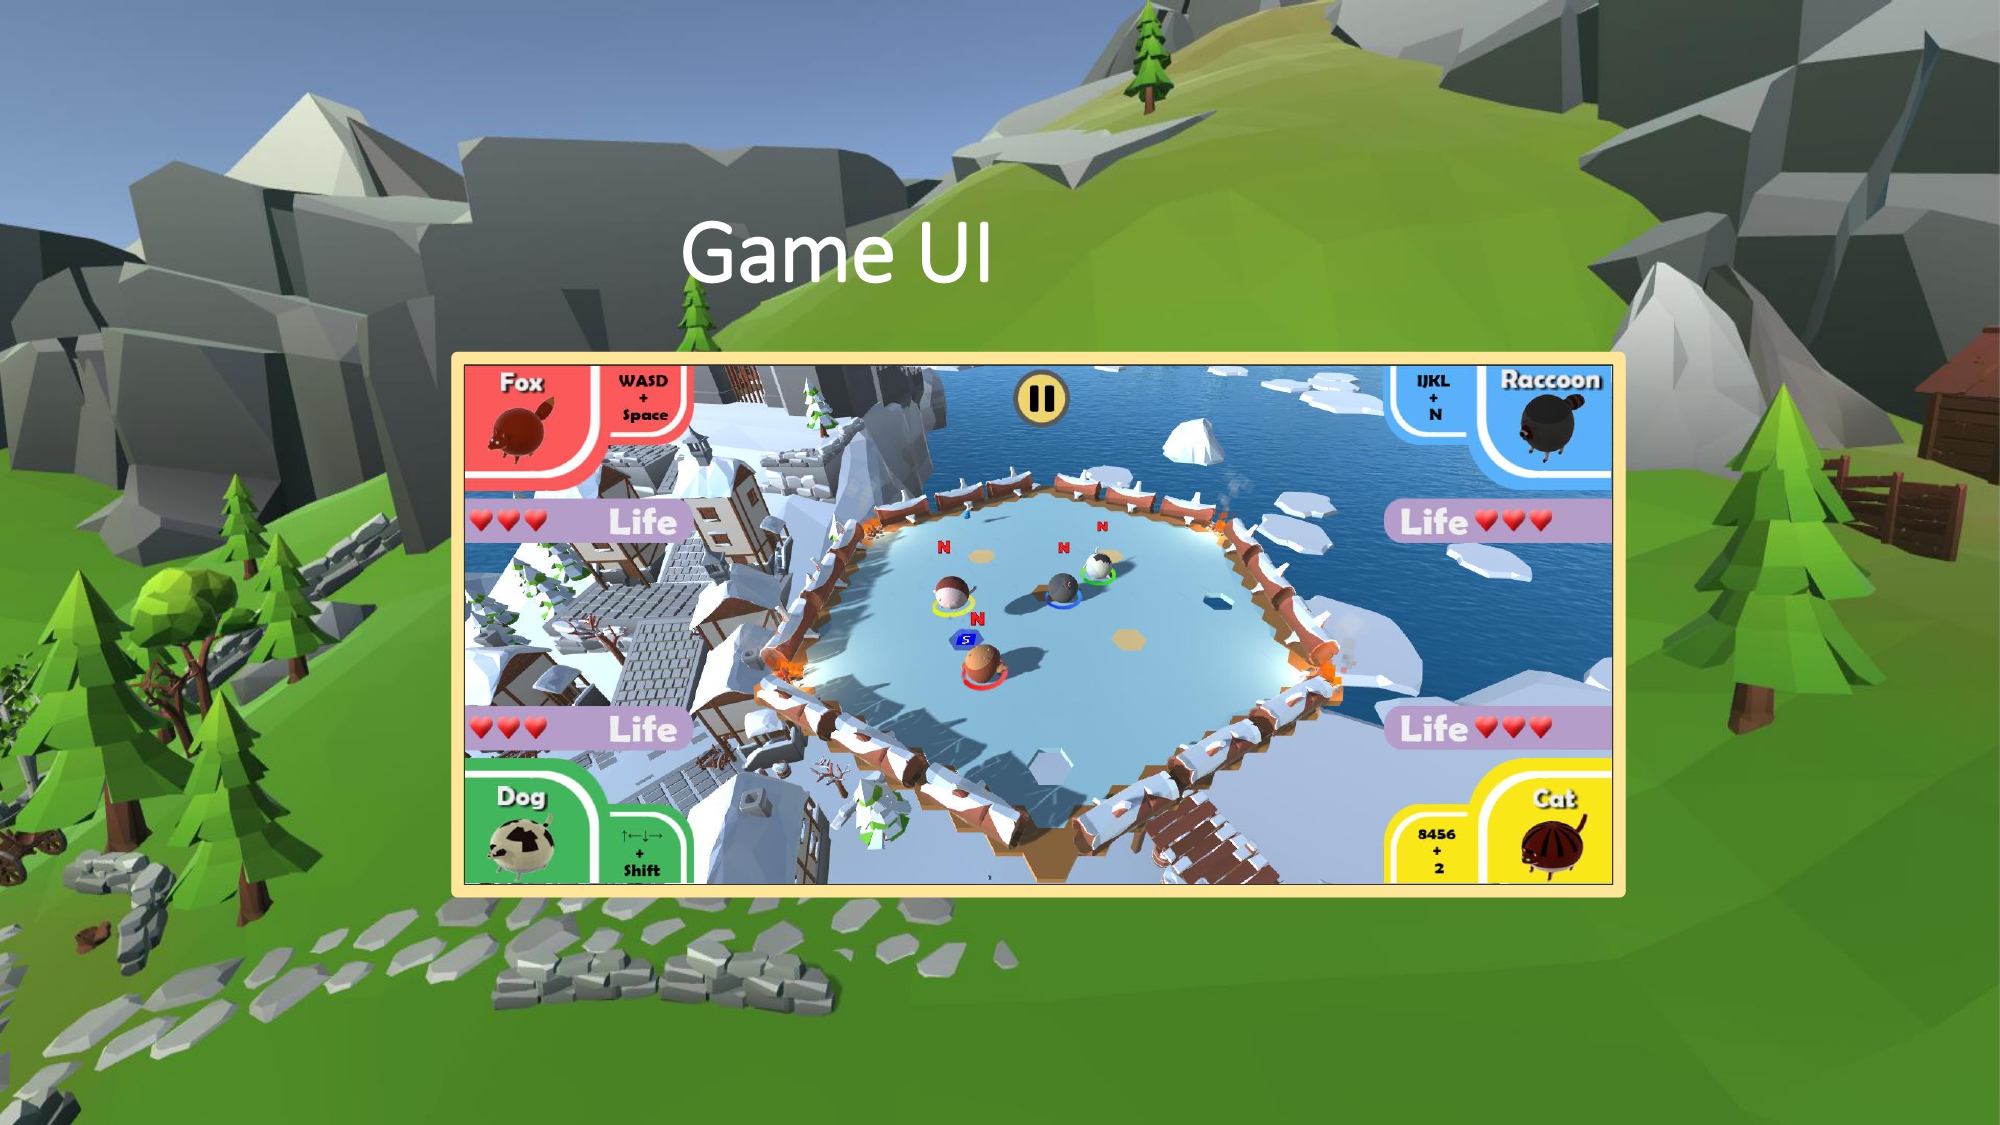 Game UI
Fox
WASD
+
Space
IJKL
+
N
Raccoon
Life
Life
N
N
N
N
S
Life
Life
Dog
↑←↓→
+
Shift
8456
+
2
Cat